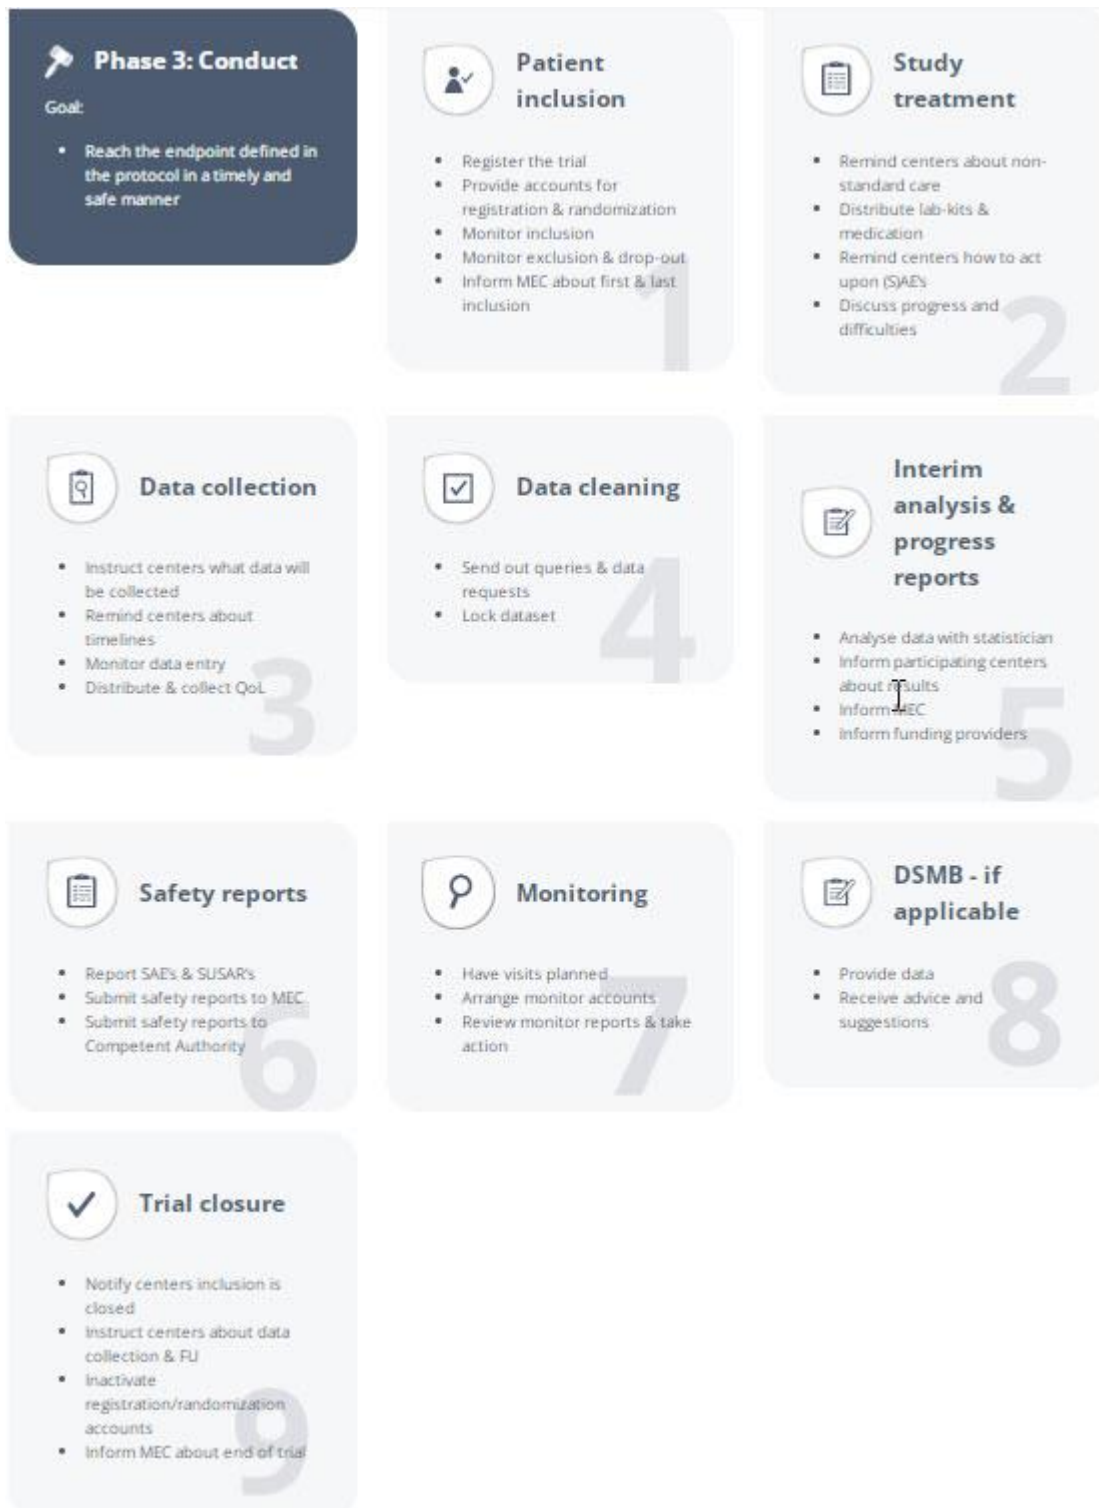 Phase 3: Conduct
Goal:
Reach the endpoint defined in
the protocol in a timely and
safe manner
Patient
inclusion
Register the trial
Provide accounts for
registration & randomization
Monitor inclusion
Monitor exclusion & drop-out
Inform MEC about first & last
inclusion
1
Study
treatment
Remind centers about non-
standard care
Distribute lab-kits &
medication
Remind centers how to act
upon (S)AE's
Discuss progress and
difficulties
2
Data collection
Instruct centers what data will
be collected
Remind centers about
timelines
Monitor data entry
Distribute & collect QoL
3
Data cleaning
Send out queries & data
requests
Lock dataset
4
Interim
analysis &
progress
reports
Analyse data with statistician
Inform participating centers
about results
Inform MEC
Inform funding providers
5
Safety reports
Report SAE's & SUSAR's
Submit safety reports to MEC
Submit safety reports to
Competent Authority
6
Monitoring
Have visits planned
Arrange monitor accounts
Review monitor reports & take
action
7
DSMB - if
applicable
Provide data
Receive advice and
suggestions
8
Trial closure
Notify centers inclusion is
closed
Instruct centers about data
collection & FU
Inactivate
registration/randomization
accounts
Inform MEC about end of trial
9